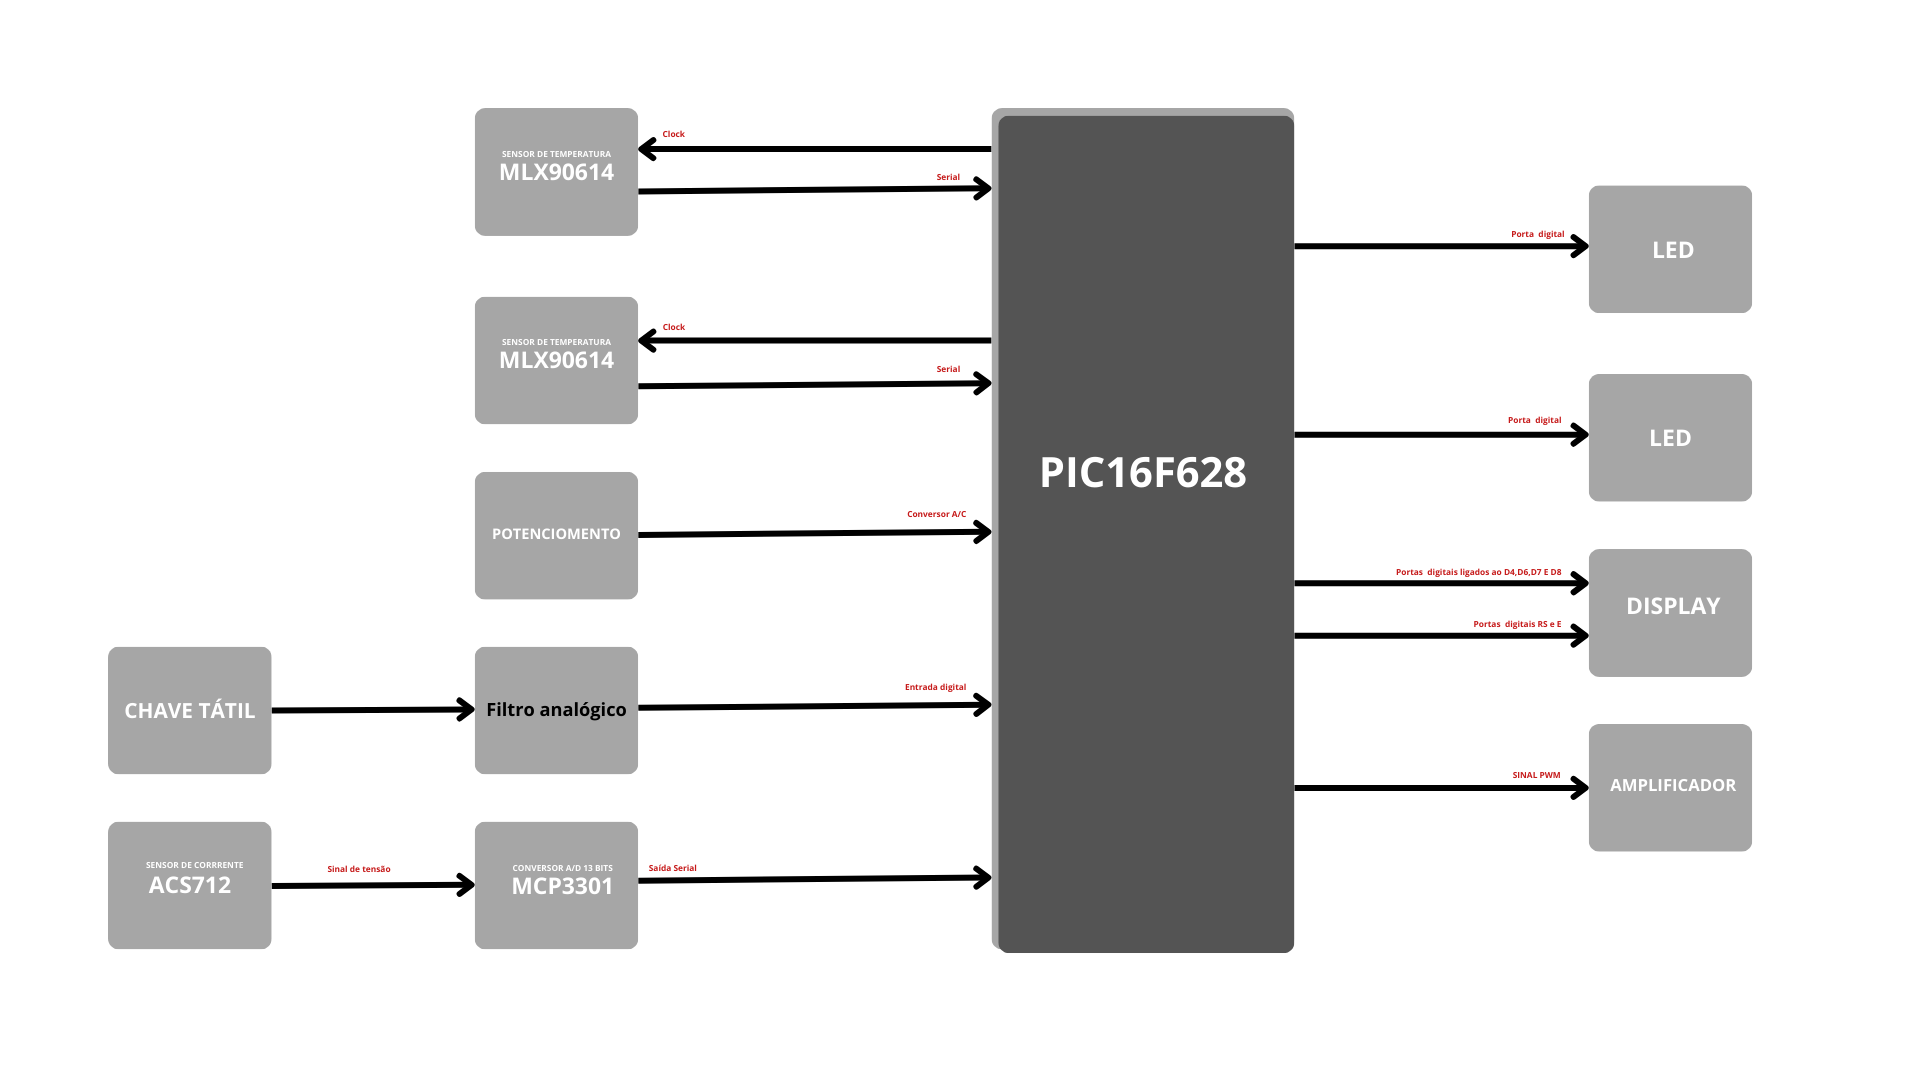 Clock
SENSOR DE TEMPERATURA
MLX90614
Serial
Clock
SENSOR DE TEMPERATURA
MLX90614
Serial
POTENCIOMENTO
Conversor A/C
CHAVE TÁTIL
Filtro analógico
Entrada digital
SENSOR DE CORRRENTE
ACS712
Sinal de tensão
CONVERSOR A/D 13 BITS
MCP3301
Saída Serial
PIC16F628
Porta digital
LED
Porta digital
LED
Portas digitais ligados ao D4,D6,D7 E D8
DISPLAY
Portas digitais RS e E
SINAL PWM
AMPLIFICADOR